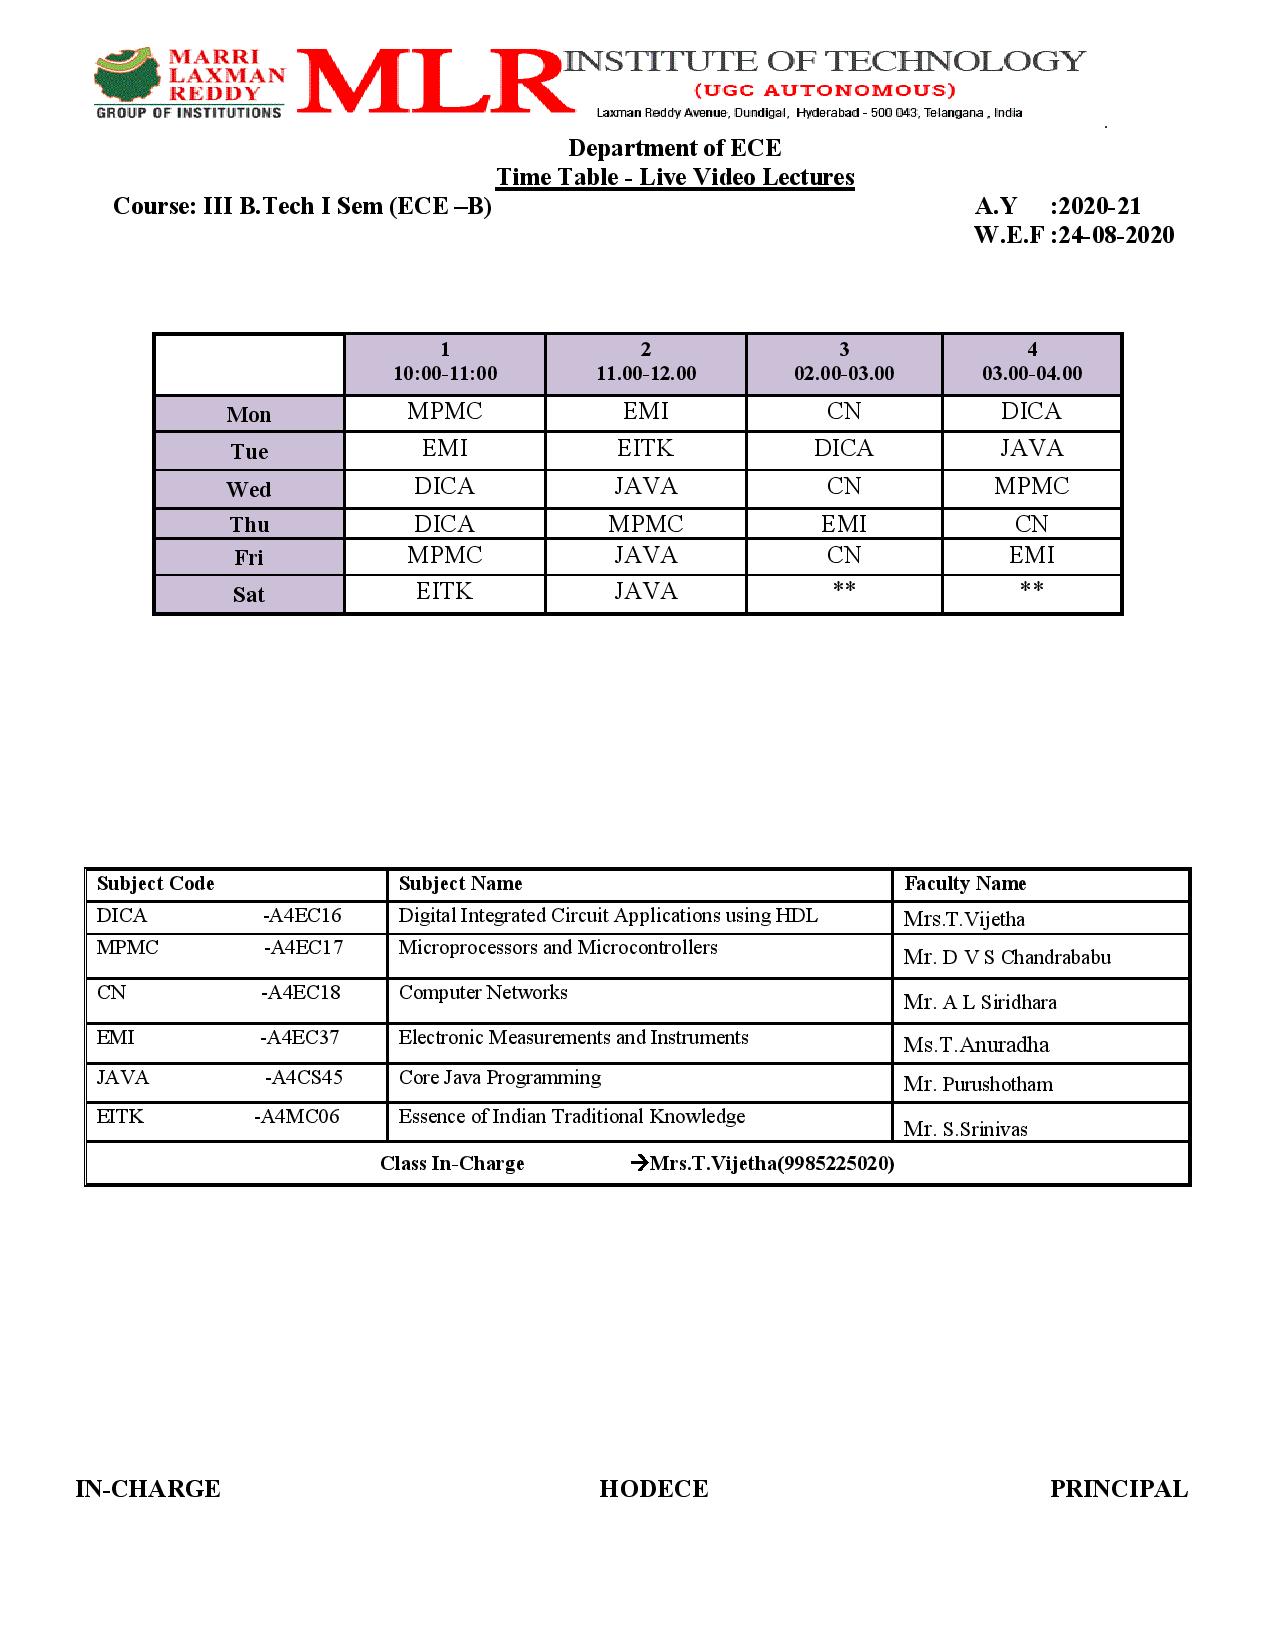 MARRI
LAXMAN
REDDY
GROUP OF INSTITUTIONS
MLR INSTITUTE OF TECHNOLOGY
(UGC AUTONOMOUS)
Laxman Reddy Avenue, Dundigal, Hyderabad - 500 043, Telangana , India
.
Department of ECE
Time Table - Live Video Lectures
Course: III B.Tech I Sem (ECE –B) A.Y :2020-21
W.E.F :24-08-2020
1 2 3 4
10:00-11:00 11.00-12.00 02.00-03.00 03.00-04.00
Mon MPMC EMI CN DICA
Tue EMI EITK DICA JAVA
Wed DICA JAVA CN MPMC
Thu DICA MPMC EMI CN
Fri MPMC JAVA CN EMI
Sat EITK JAVA ** **
Subject Code Subject Name Faculty Name
DICA -A4EC16 Digital Integrated Circuit Applications using HDL Mrs.T.Vijetha
MPMC -A4EC17 Microprocessors and Microcontrollers Mr. D V S Chandrababu
CN -A4EC18 Computer Networks Mr. A L Siridhara
EMI -A4EC37 Electronic Measurements and Instruments Ms.T.Anuradha
JAVA -A4CS45 Core Java Programming Mr. Purushotham
EITK -A4MC06 Essence of Indian Traditional Knowledge Mr. S.Srinivas
Class In-Charge →Mrs.T.Vijetha(9985225020)
IN-CHARGE HODECE PRINCIPAL